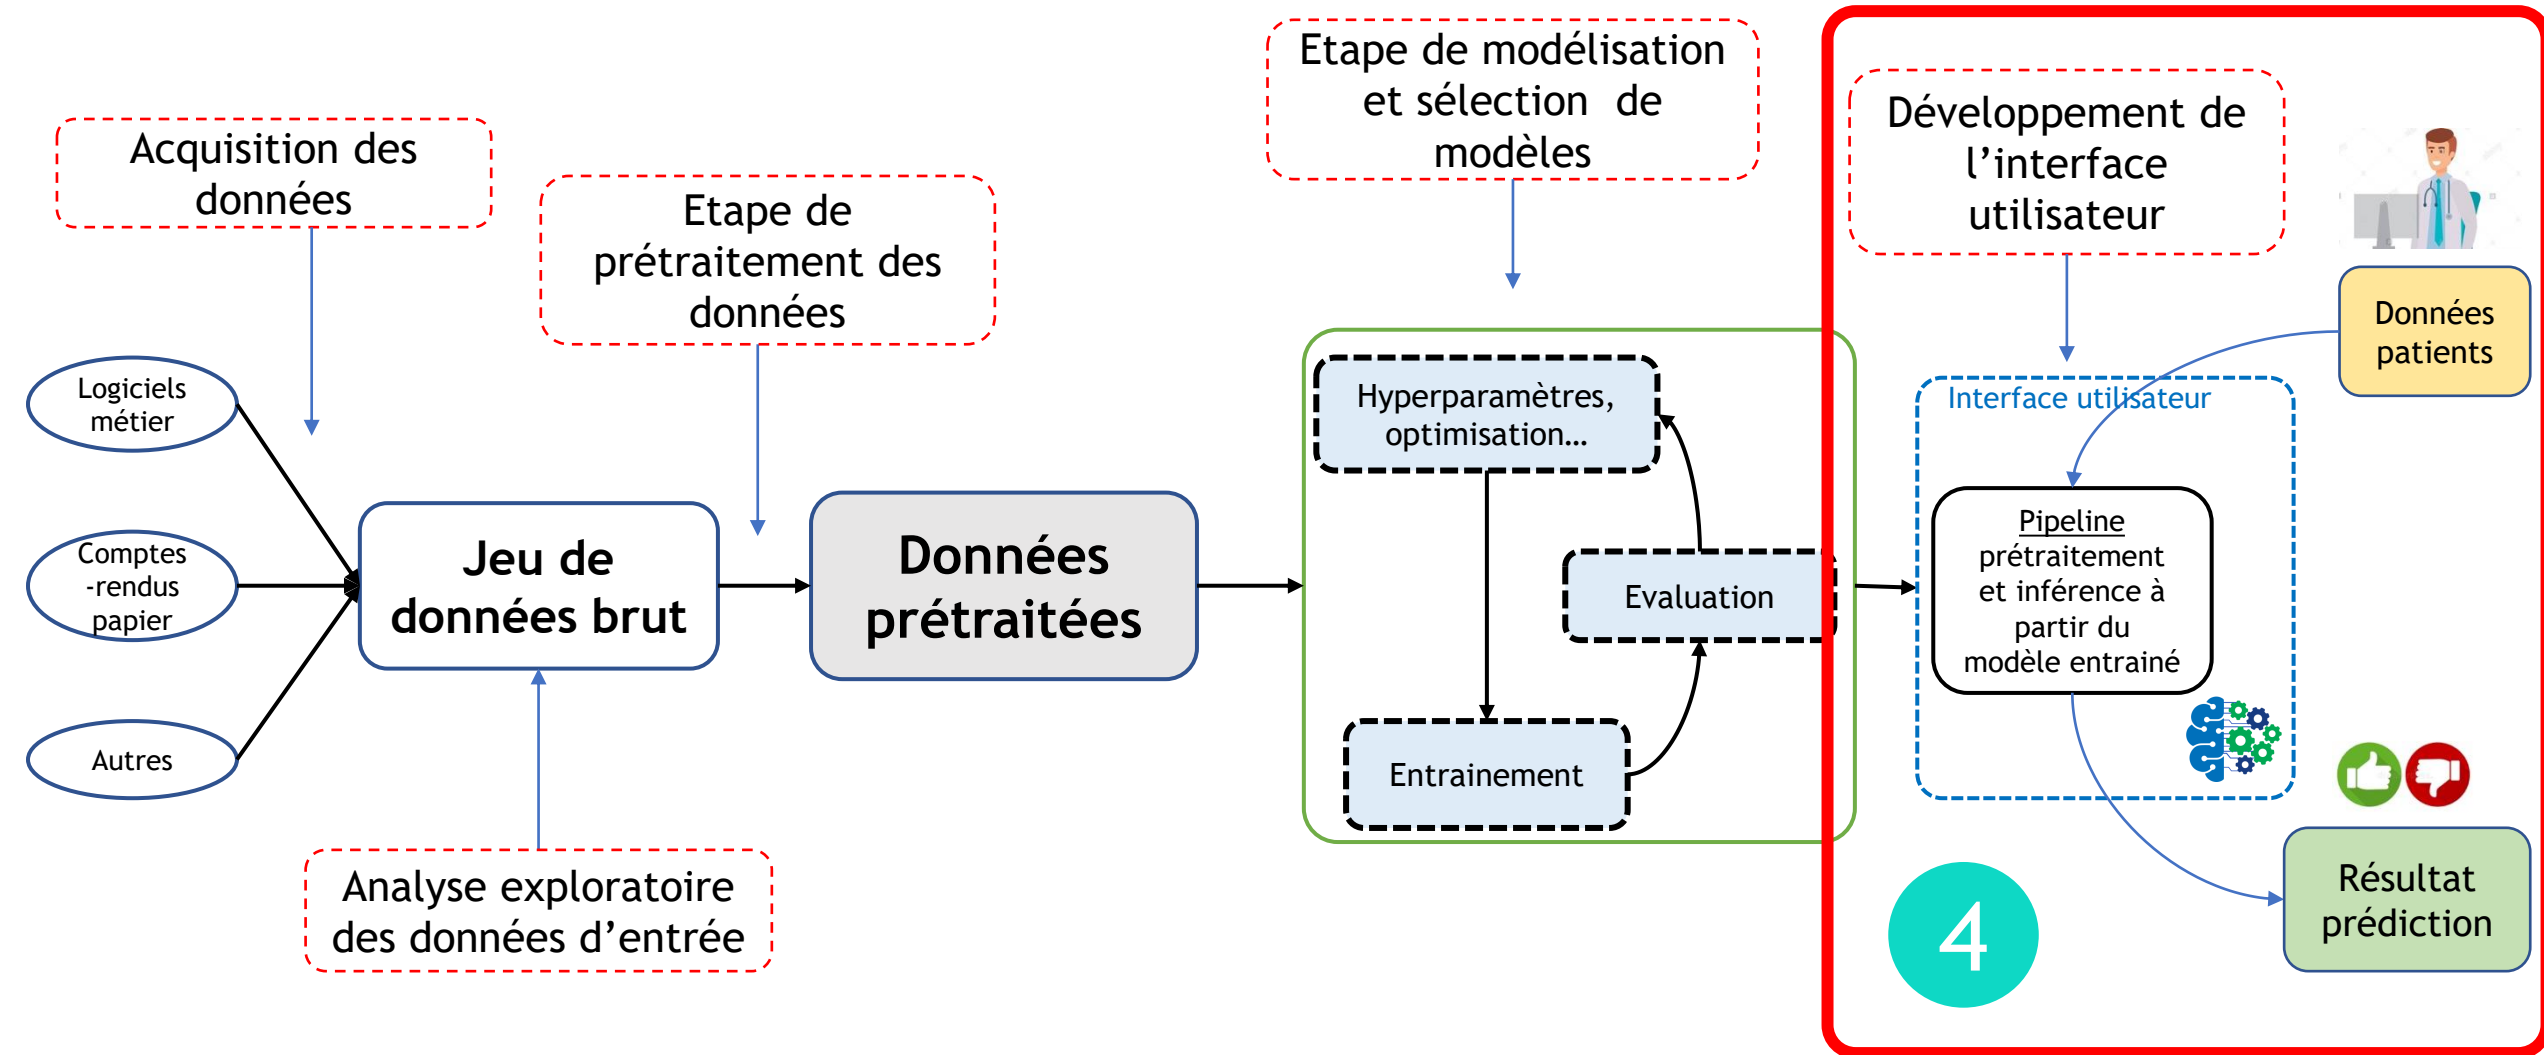 Acquisition des
données
Etape de
prétraitement des
données
Etape de modélisation
et sélection de
modèles
Développement de
l’interface
utilisateur
Données
patients
Logiciels
métier
Comptes
-rendus
papier
Autres
Jeu de
données brut
Données
prétraitées
Hyperparamètres,
optimisation…
Evaluation
Entrainement
Interface utilisateur
Pipeline
prétraitement
et inférence à
partir du
modèle entrainé
Analyse exploratoire
des données d’entrée
4
Résultat
prédiction